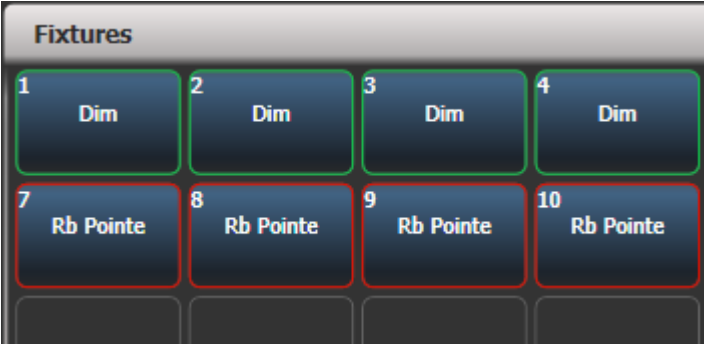 Fixtures
1 Dim 2 Dim 3 Dim 4 Dim
7 Rb Pointe 8 Rb Pointe 9 Rb Pointe 10 Rb Pointe